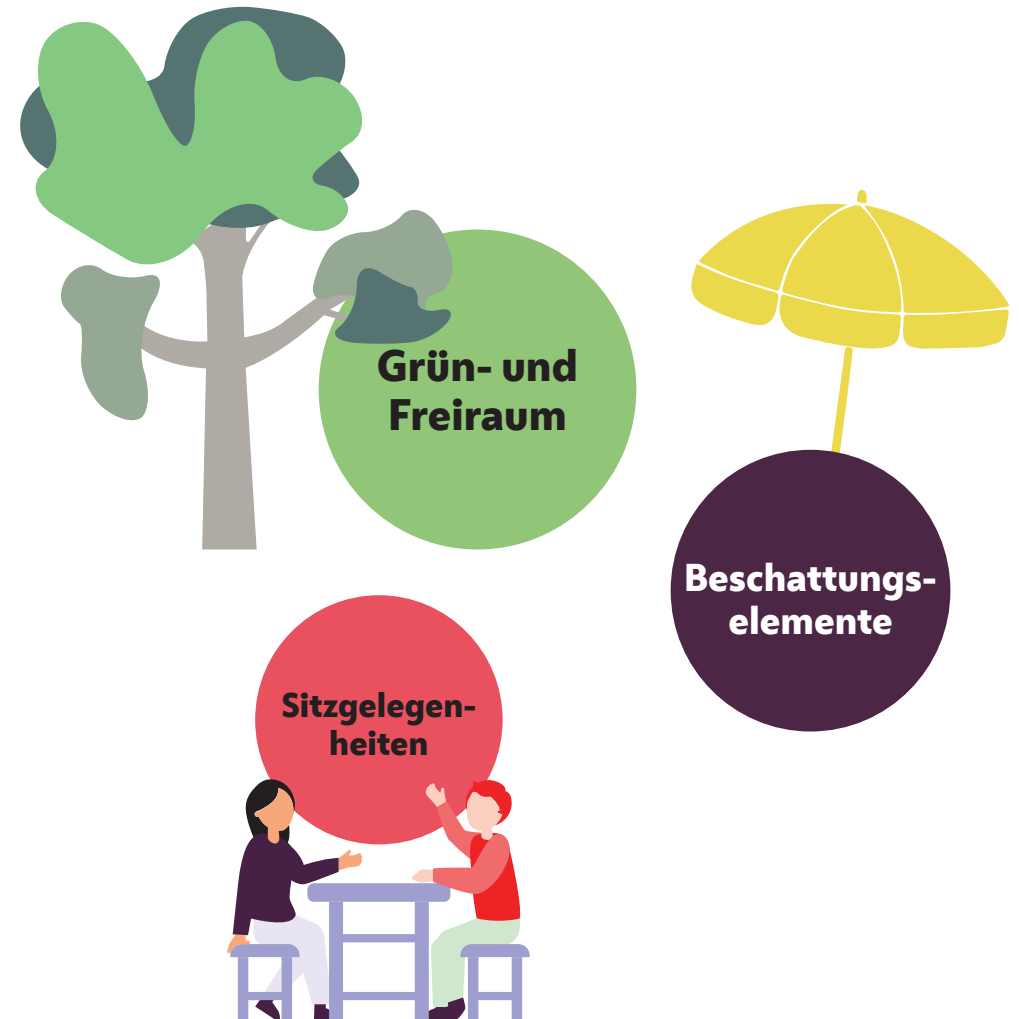 Grün- und
Freiraum
Beschattungs-
elemente
Sitzgelegen-
heiten